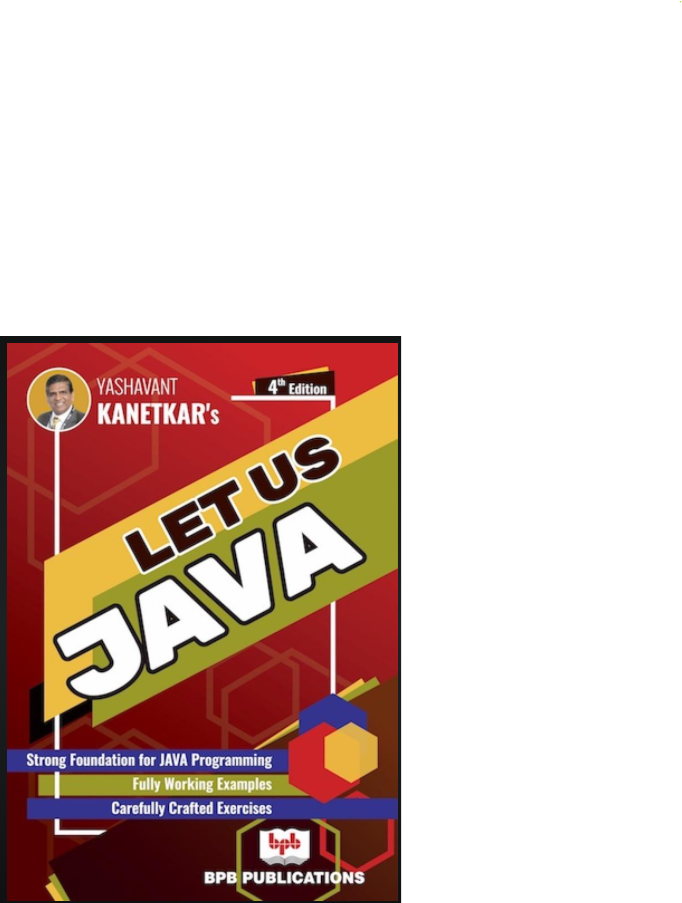 YASHAVANT
KANETKAR's
4th Edition
LET US
JAVA
Strong Foundation for JAVA Programming
Fully Working Examples
Carefully Crafted Exercises
bpb
BPB PUBLICATIONS